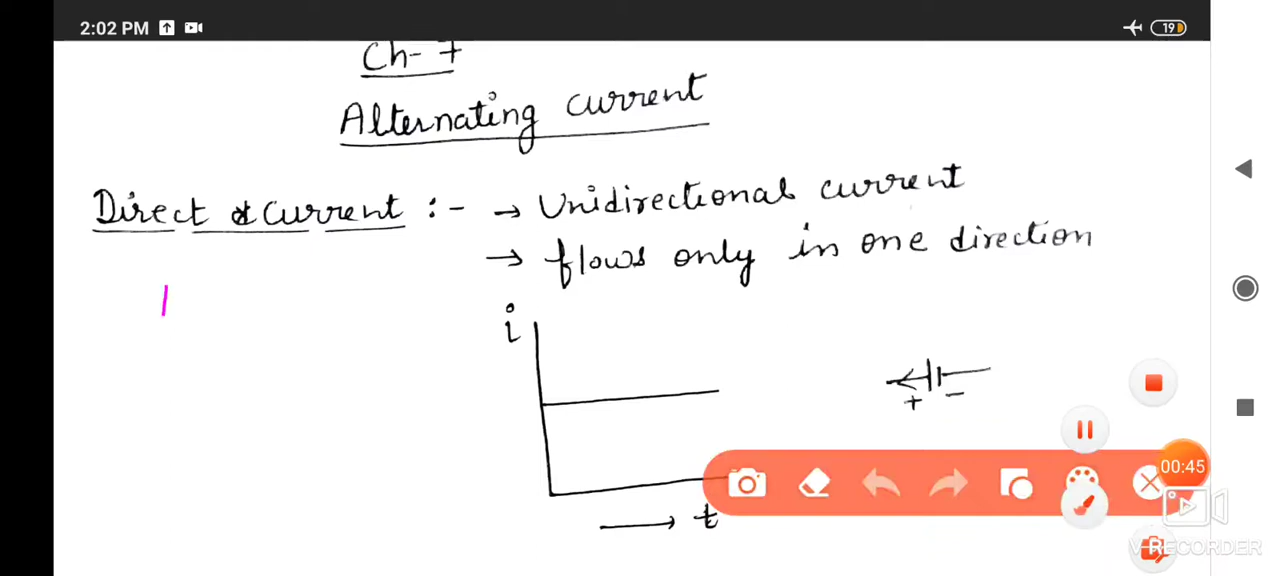 2:02 PM
19
Ch-7
Alternating current
Direct & Current :- → Unidirectional current
→ flows only in one direction
i
+ -
→ t
00:45
V RECORDER